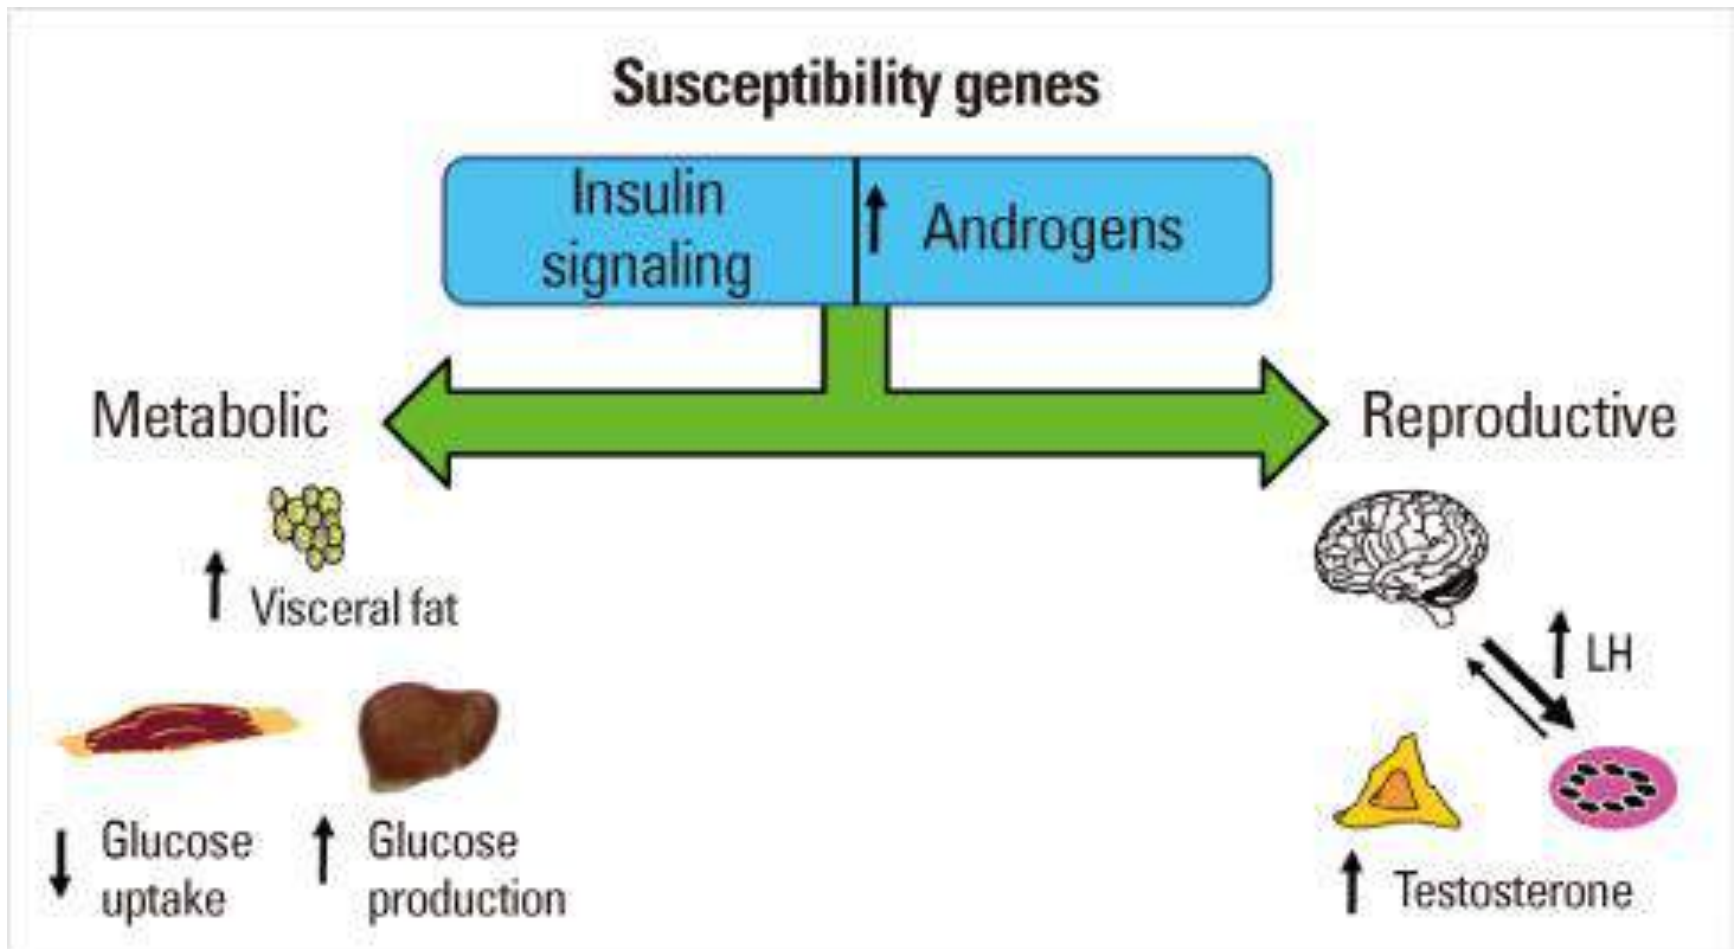 Susceptibility genes
Insulin
signaling
↑ Androgens
Metabolic
Reproductive
↑ Visceral fat
↑ LH
↓ Glucose
uptake
↑ Glucose
production
↑ Testosterone